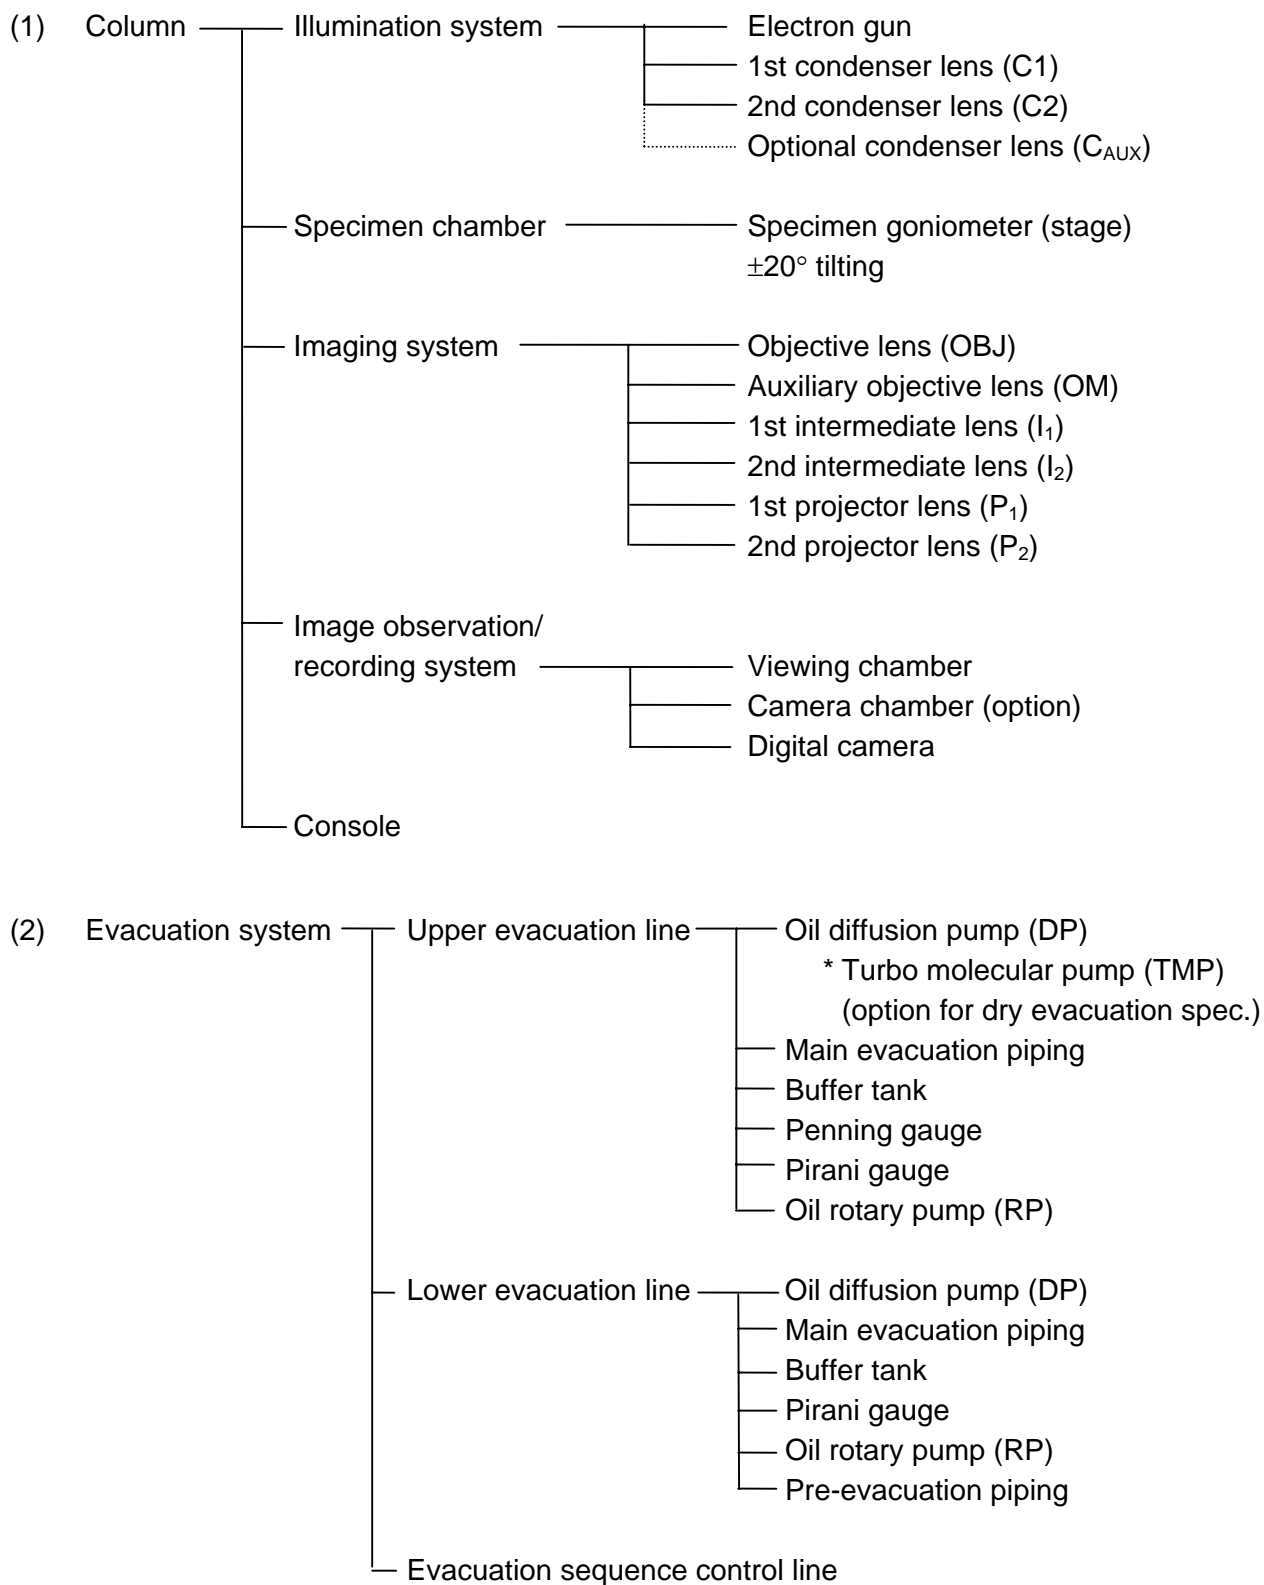 (1) Column Illumination system Electron gun
1st condenser lens (C1)
2nd condenser lens (C2)
Optional condenser lens (CAUX)
Specimen chamber Specimen goniometer (stage)
±20° tilting
Imaging system Objective lens (OBJ)
Auxiliary objective lens (OM)
1st intermediate lens (I1)
2nd intermediate lens (I2)
1st projector lens (P1)
2nd projector lens (P2)
Image observation/
recording system Viewing chamber
Camera chamber (option)
Digital camera
Console
(2) Evacuation system Upper evacuation line Oil diffusion pump (DP)
* Turbo molecular pump (TMP)
(option for dry evacuation spec.)
Main evacuation piping
Buffer tank
Penning gauge
Pirani gauge
Oil rotary pump (RP)
Lower evacuation line Oil diffusion pump (DP)
Main evacuation piping
Buffer tank
Pirani gauge
Oil rotary pump (RP)
Pre-evacuation piping
Evacuation sequence control line